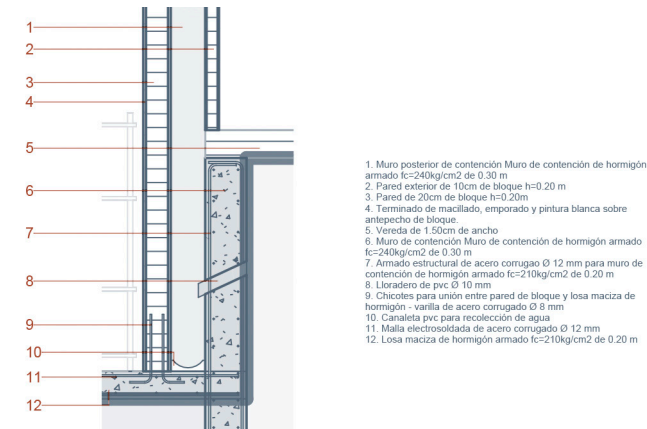 1
2
3
4
5
6
7
8
9
10
11
12
1. Muro posterior de contención Muro de contención de hormigón
armado fc=240kg/cm2 de 0.30 m
2. Pared exterior de 10cm de bloque h=0.20 m
3. Pared de 20cm de bloque h=0.20m
4. Terminado de macillado, emporado y pintura blanca sobre
antepecho de bloque.
5. Vereda de 1.50cm de ancho
6. Muro de contención Muro de contención de hormigón armado
fc=240kg/cm2 de 0.30 m
7. Armado estructural de acero corrugao Ø 12 mm para muro de
contención de hormigón armado fc=210kg/cm2 de 0.20 m
8. Lloradero de pvc Ø 10 mm
9. Chicotes para unión entre pared de bloque y losa maciza de
hormigón - varilla de acero corrugado Ø 8 mm
10. Canaleta pvc para recolección de agua
11. Malla electrosoldada de acero corrugado Ø 12 mm
12. Losa maciza de hormigón armado fc=210kg/cm2 de 0.20 m